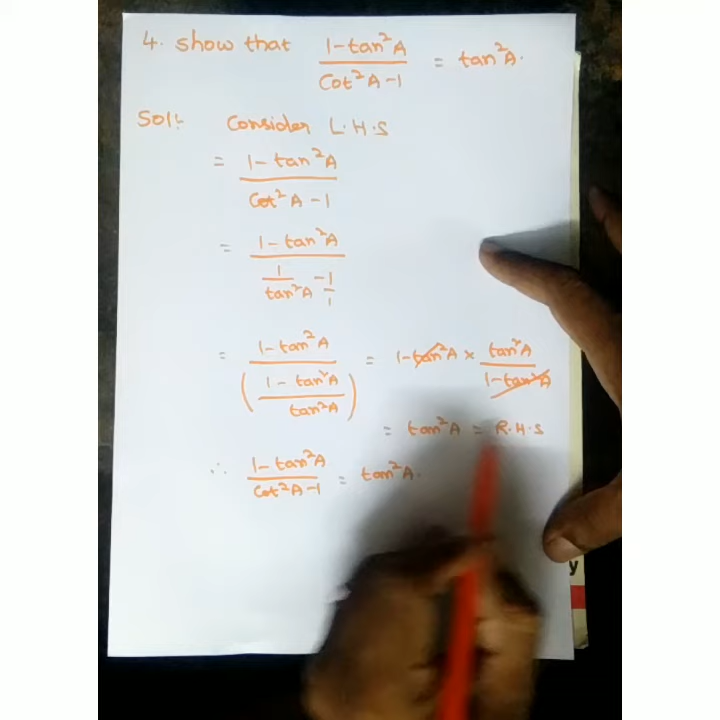 4. show that (1-tan²A)/(Cot²A-1) = tan²A.
Sol:- Consider L.H.S
= (1-tan²A)/(Cot²A-1)
= (1-tan²A)/(1/tan²A - 1/1)
= (1-tan²A)/((1-tan²A)/tan²A) = 1-tan²A × tan²A/(1-tan²A)
= tan²A = R.H.S
∴ (1-tan²A)/(Cot²A-1) = tan²A.
y